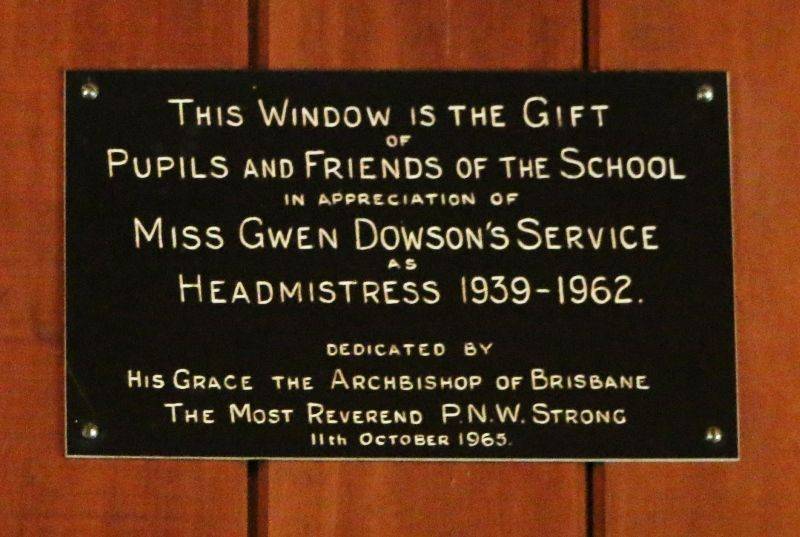 THIS WINDOW IS THE GIFT
OF
PUPILS AND FRIENDS OF THE SCHOOL
IN APPRECIATION OF
MISS GWEN DOWSON'S SERVICE
AS
HEADMISTRESS 1939-1962.
DEDICATED BY
HIS GRACE THE ARCHBISHOP OF BRISBANE
THE MOST REVEREND P.N.W. STRONG
11th OCTOBER 1965.